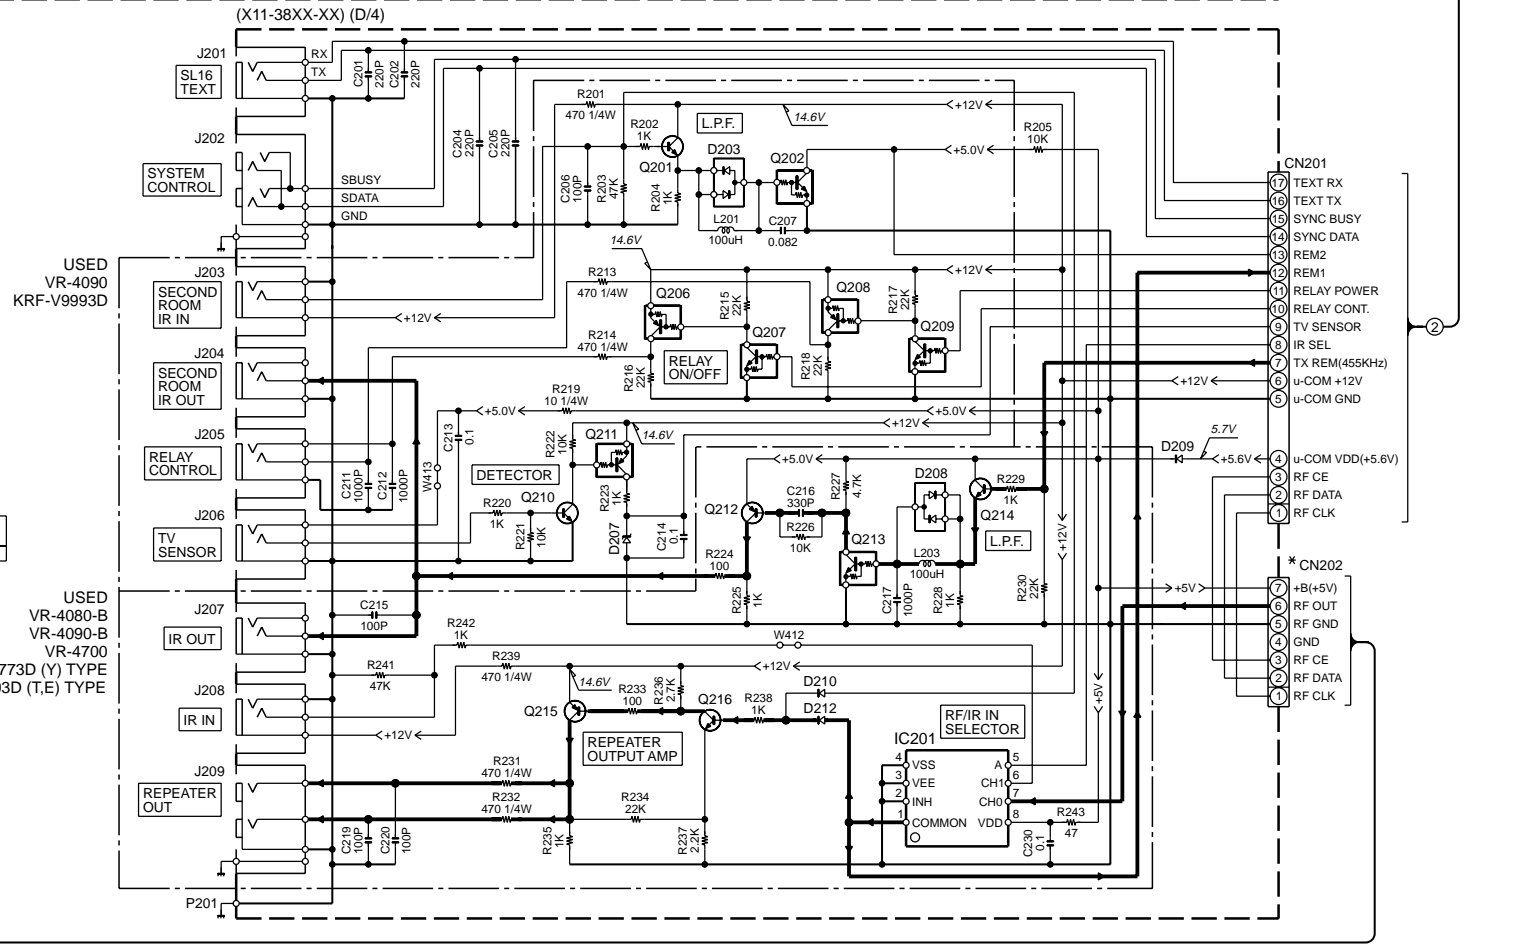 (X11-38XX-XX) (D/4)
J201
SL16
TEXT
RX
TX
C201
220P
C202
220P
J202
SYSTEM
CONTROL
SBUSY
SDATA
GND
C204
220P
C205
220P
R201
470 1/4W
R202
1K
Q201
C206
100P
R203
47K
R204
1K
L.P.F.
14.6V
+12V
D203
Q202
L201
100uH
C207
0.082
+5.0V
R205
10K
CN201
17 TEXT RX
16 TEXT TX
15 SYNC BUSY
14 SYNC DATA
13 REM2
12 REM1
11 RELAY POWER
10 RELAY CONT.
9 TV SENSOR
8 IR SEL
7 TX REM(455KHz)
6 u-COM +12V
5 u-COM GND
4 u-COM VDD(+5.6V)
3 RF CE
2 RF DATA
1 RF CLK
2
USED
VR-4090
KRF-V9993D
J203
SECOND
ROOM
IR IN
+12V
14.6V
R213
470 1/4W
R214
470 1/4W
Q206
R215
22K
R216
22K
RELAY
ON/OFF
Q207
Q208
R217
22K
R218
22K
Q209
+12V
+12V
J204
SECOND
ROOM
IR OUT
J205
RELAY
CONTROL
C211
1000P
C212
1000P
W413
C213
0.1
+5.0V
R219
10 1/4W
+5.0V
+12V
R222
10K
Q211
14.6V
DETECTOR
R220
1K
Q210
R221
10K
R223
1K
D207
C214
0.1
J206
TV
SENSOR
+5.0V
Q212
C216
330P
R226
10K
R227
4.7K
D208
Q214
R229
1K
L.P.F.
Q213
L203
100uH
C217
1000P
R228
1K
R230
22K
R224
100
R225
1K
+12V
D209
5.7V
+5.6V
USED
VR-4080-B
VR-4090-B
VR-4700
773D (Y) TYPE
03D (T,E) TYPE
J207
IR OUT
C215
100P
R242
1K
R241
47K
R239
470 1/4W
W412
+12V
J208
IR IN
+12V
14.6V
R233
100
R236
2.7K
Q215
Q216
R238
1K
D210
D212
REPEATER
OUTPUT AMP
J209
REPEATER
OUT
R231
470 1/4W
R232
470 1/4W
R234
22K
R235
1K
R237
2.2K
C219
100P
C220
100P
RF/IR IN
SELECTOR
IC201
4 VSS
3 VEE
2 INH
1 COMMON
A 5
CH1 6
CH0 7
VDD 8
R243
47
C230
0.1
+5V
+5V
* CN202
7 +B(+5V)
6 RF OUT
5 RF GND
4 GND
3 RF CE
2 RF DATA
1 RF CLK
P201